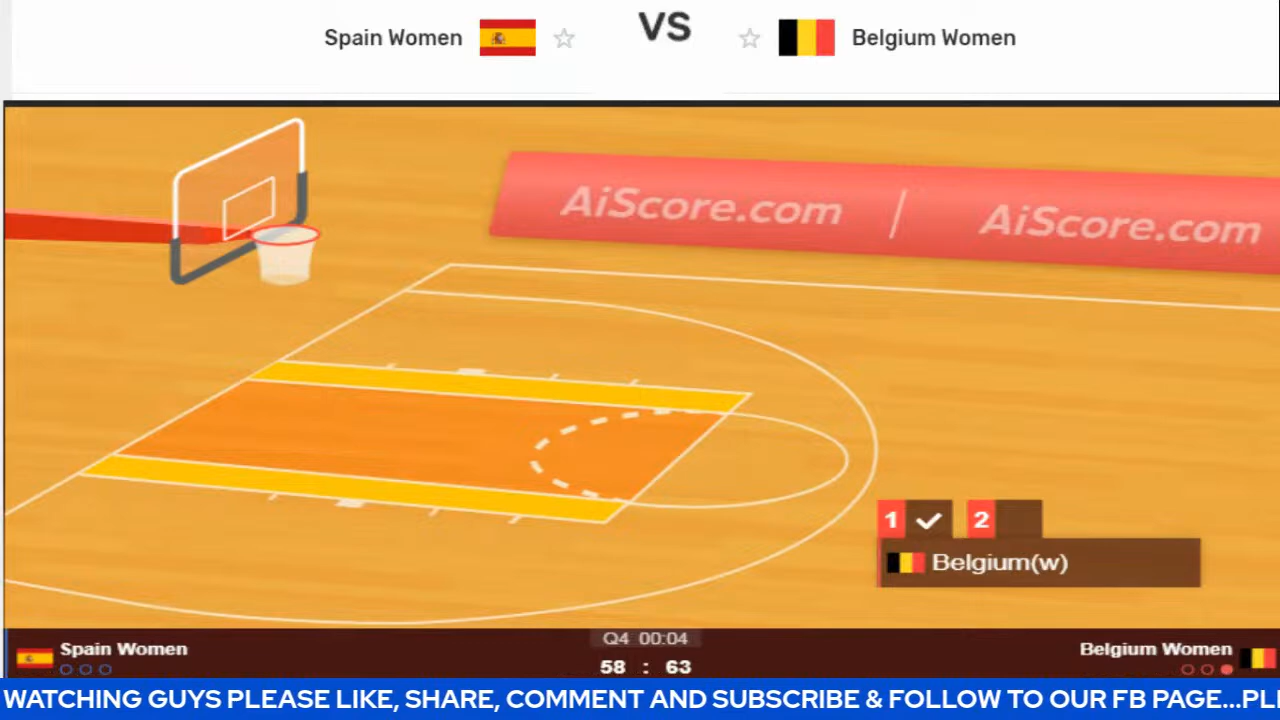 Spain Women VS Belgium Women
AiScore.com | AiScore.com
1 2
Belgium(w)
Q4 00:04
Spain Women 58 : 63 Belgium Women
WATCHING GUYS PLEASE LIKE, SHARE, COMMENT AND SUBSCRIBE & FOLLOW TO OUR FB PAGE...PL